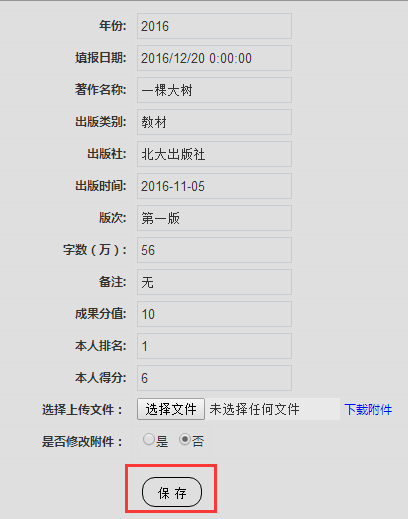 年份: 2016
填报日期: 2016/12/20 0:00:00
著作名称: 一棵大树
出版类别: 教材
出版社: 北大出版社
出版时间: 2016-11-05
版次: 第一版
字数（万）: 56
备注: 无
成果分值: 10
本人排名: 1
本人得分: 6
选择上传文件： 选择文件 未选择任何文件 下载附件
是否修改附件： 是 否
保存